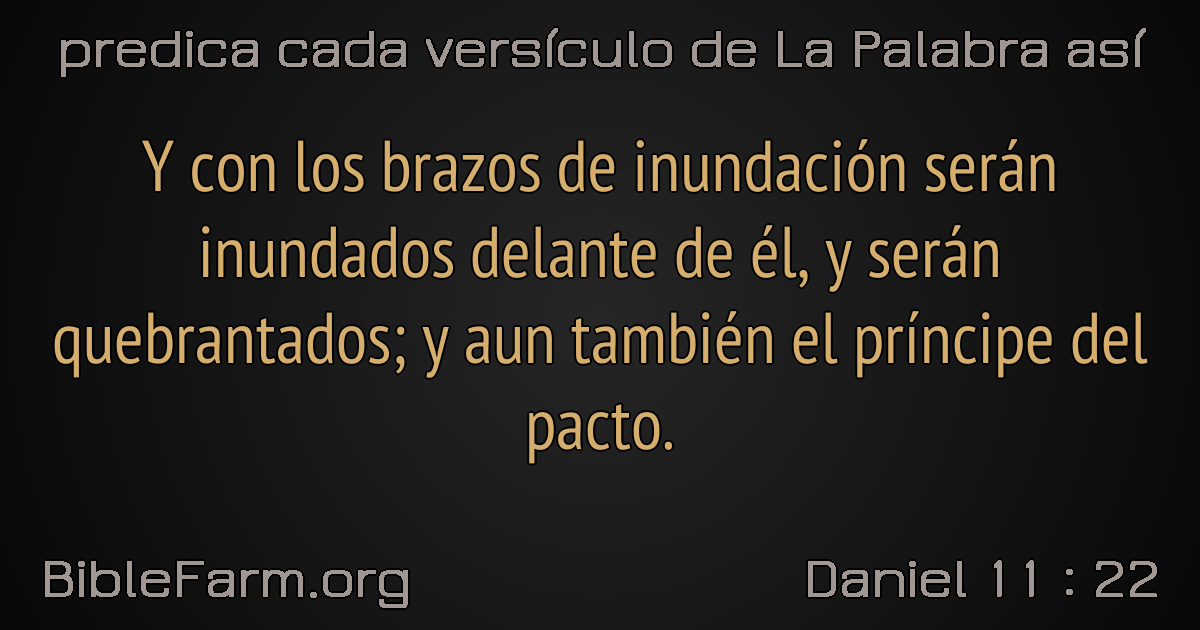 predica cada versículo de La Palabra así
Y con los brazos de inundación serán
inundados delante de él, y serán
quebrantados; y aun también el príncipe del
pacto.
BibleFarm.org
Daniel 11 : 22